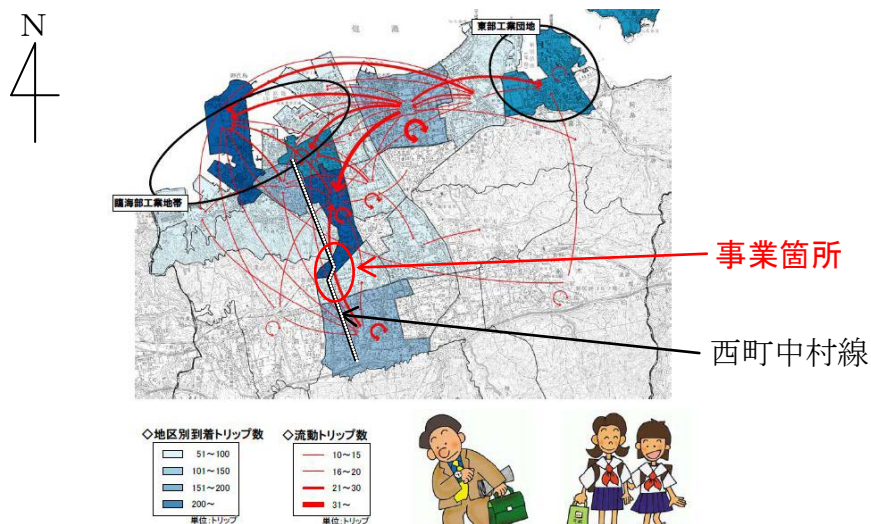 N
東部工業団地
臨海部工業地帯
事業箇所
西町中村線
◇地区別到着トリップ数
51～100
101～150
151～200
200～
単位:トリップ
◇流動トリップ数
10～15
16～20
21～30
31～
単位:トリップ